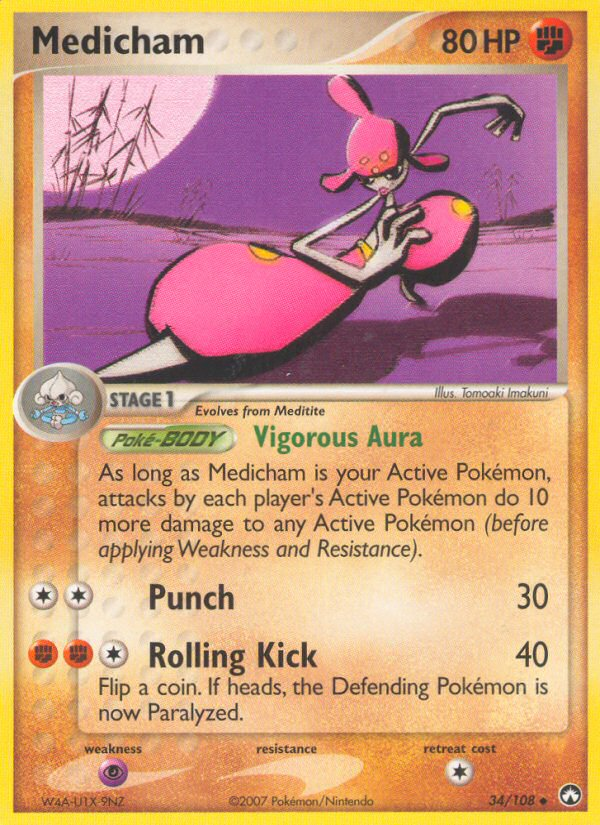 Medicham 80 HP
Illus. Tomoaki Imakuni
STAGE 1
Evolves from Meditite
Poké-BODY Vigorous Aura
As long as Medicham is your Active Pokémon,
attacks by each player's Active Pokémon do 10
more damage to any Active Pokémon (before
applying Weakness and Resistance).
Punch 30
Rolling Kick 40
Flip a coin. If heads, the Defending Pokémon is
now Paralyzed.
weakness resistance retreat cost
W4A-U1X-9NZ ©2007 Pokémon/Nintendo 34/108